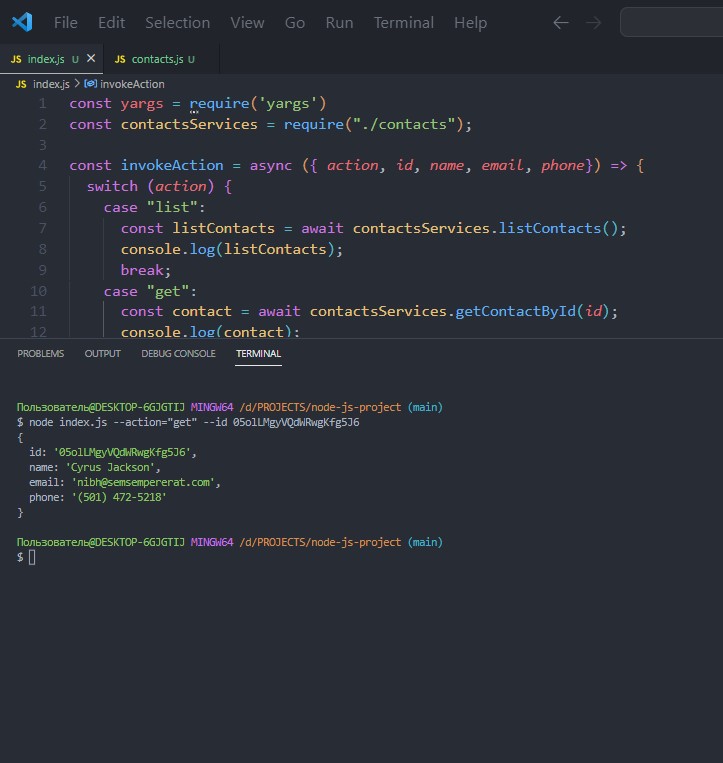 File Edit Selection View Go Run Terminal Help
JS index.js U JS contacts.js U
JS index.js > invokeAction
1 const yargs = require('yargs')
2 const contactsServices = require("./contacts");
3
4 const invokeAction = async ({ action, id, name, email, phone}) => {
5 switch (action) {
6 case "list":
7 const listContacts = await contactsServices.listContacts();
8 console.log(listContacts);
9 break;
10 case "get":
11 const contact = await contactsServices.getContactById(id);
12 console.log(contact);
PROBLEMS OUTPUT DEBUG CONSOLE TERMINAL
Пользователь@DESKTOP-6GJGTIJ MINGW64 /d/PROJECTS/node-js-project (main)
$ node index.js --action="get" --id 05olLMgyVQdWRwgKfg5J6
{
id: '05olLMgyVQdWRwgKfg5J6',
name: 'Cyrus Jackson',
email: 'nibh@semsempererat.com',
phone: '(501) 472-5218'
}
Пользователь@DESKTOP-6GJGTIJ MINGW64 /d/PROJECTS/node-js-project (main)
$